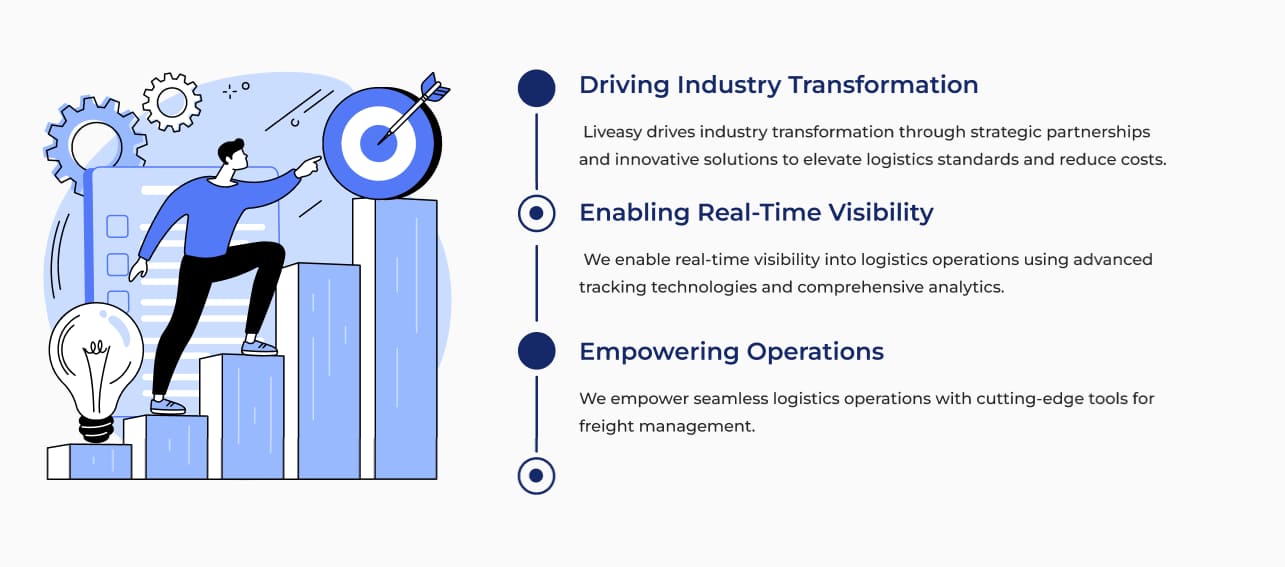 Driving Industry Transformation
Liveasy drives industry transformation through strategic partnerships
and innovative solutions to elevate logistics standards and reduce costs.
Enabling Real-Time Visibility
We enable real-time visibility into logistics operations using advanced
tracking technologies and comprehensive analytics.
Empowering Operations
We empower seamless logistics operations with cutting-edge tools for
freight management.